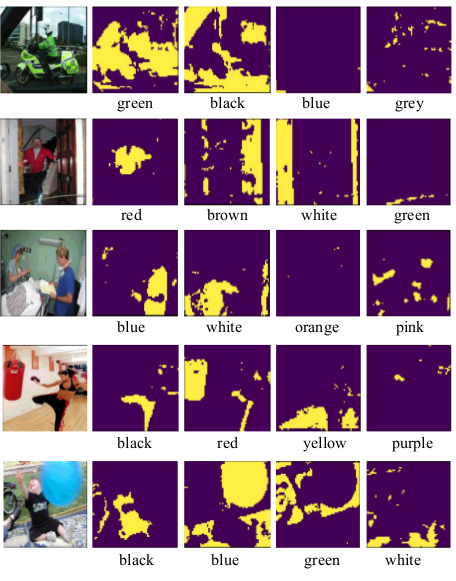 green black blue grey
red brown white green
blue white orange pink
black red yellow purple
black blue green white